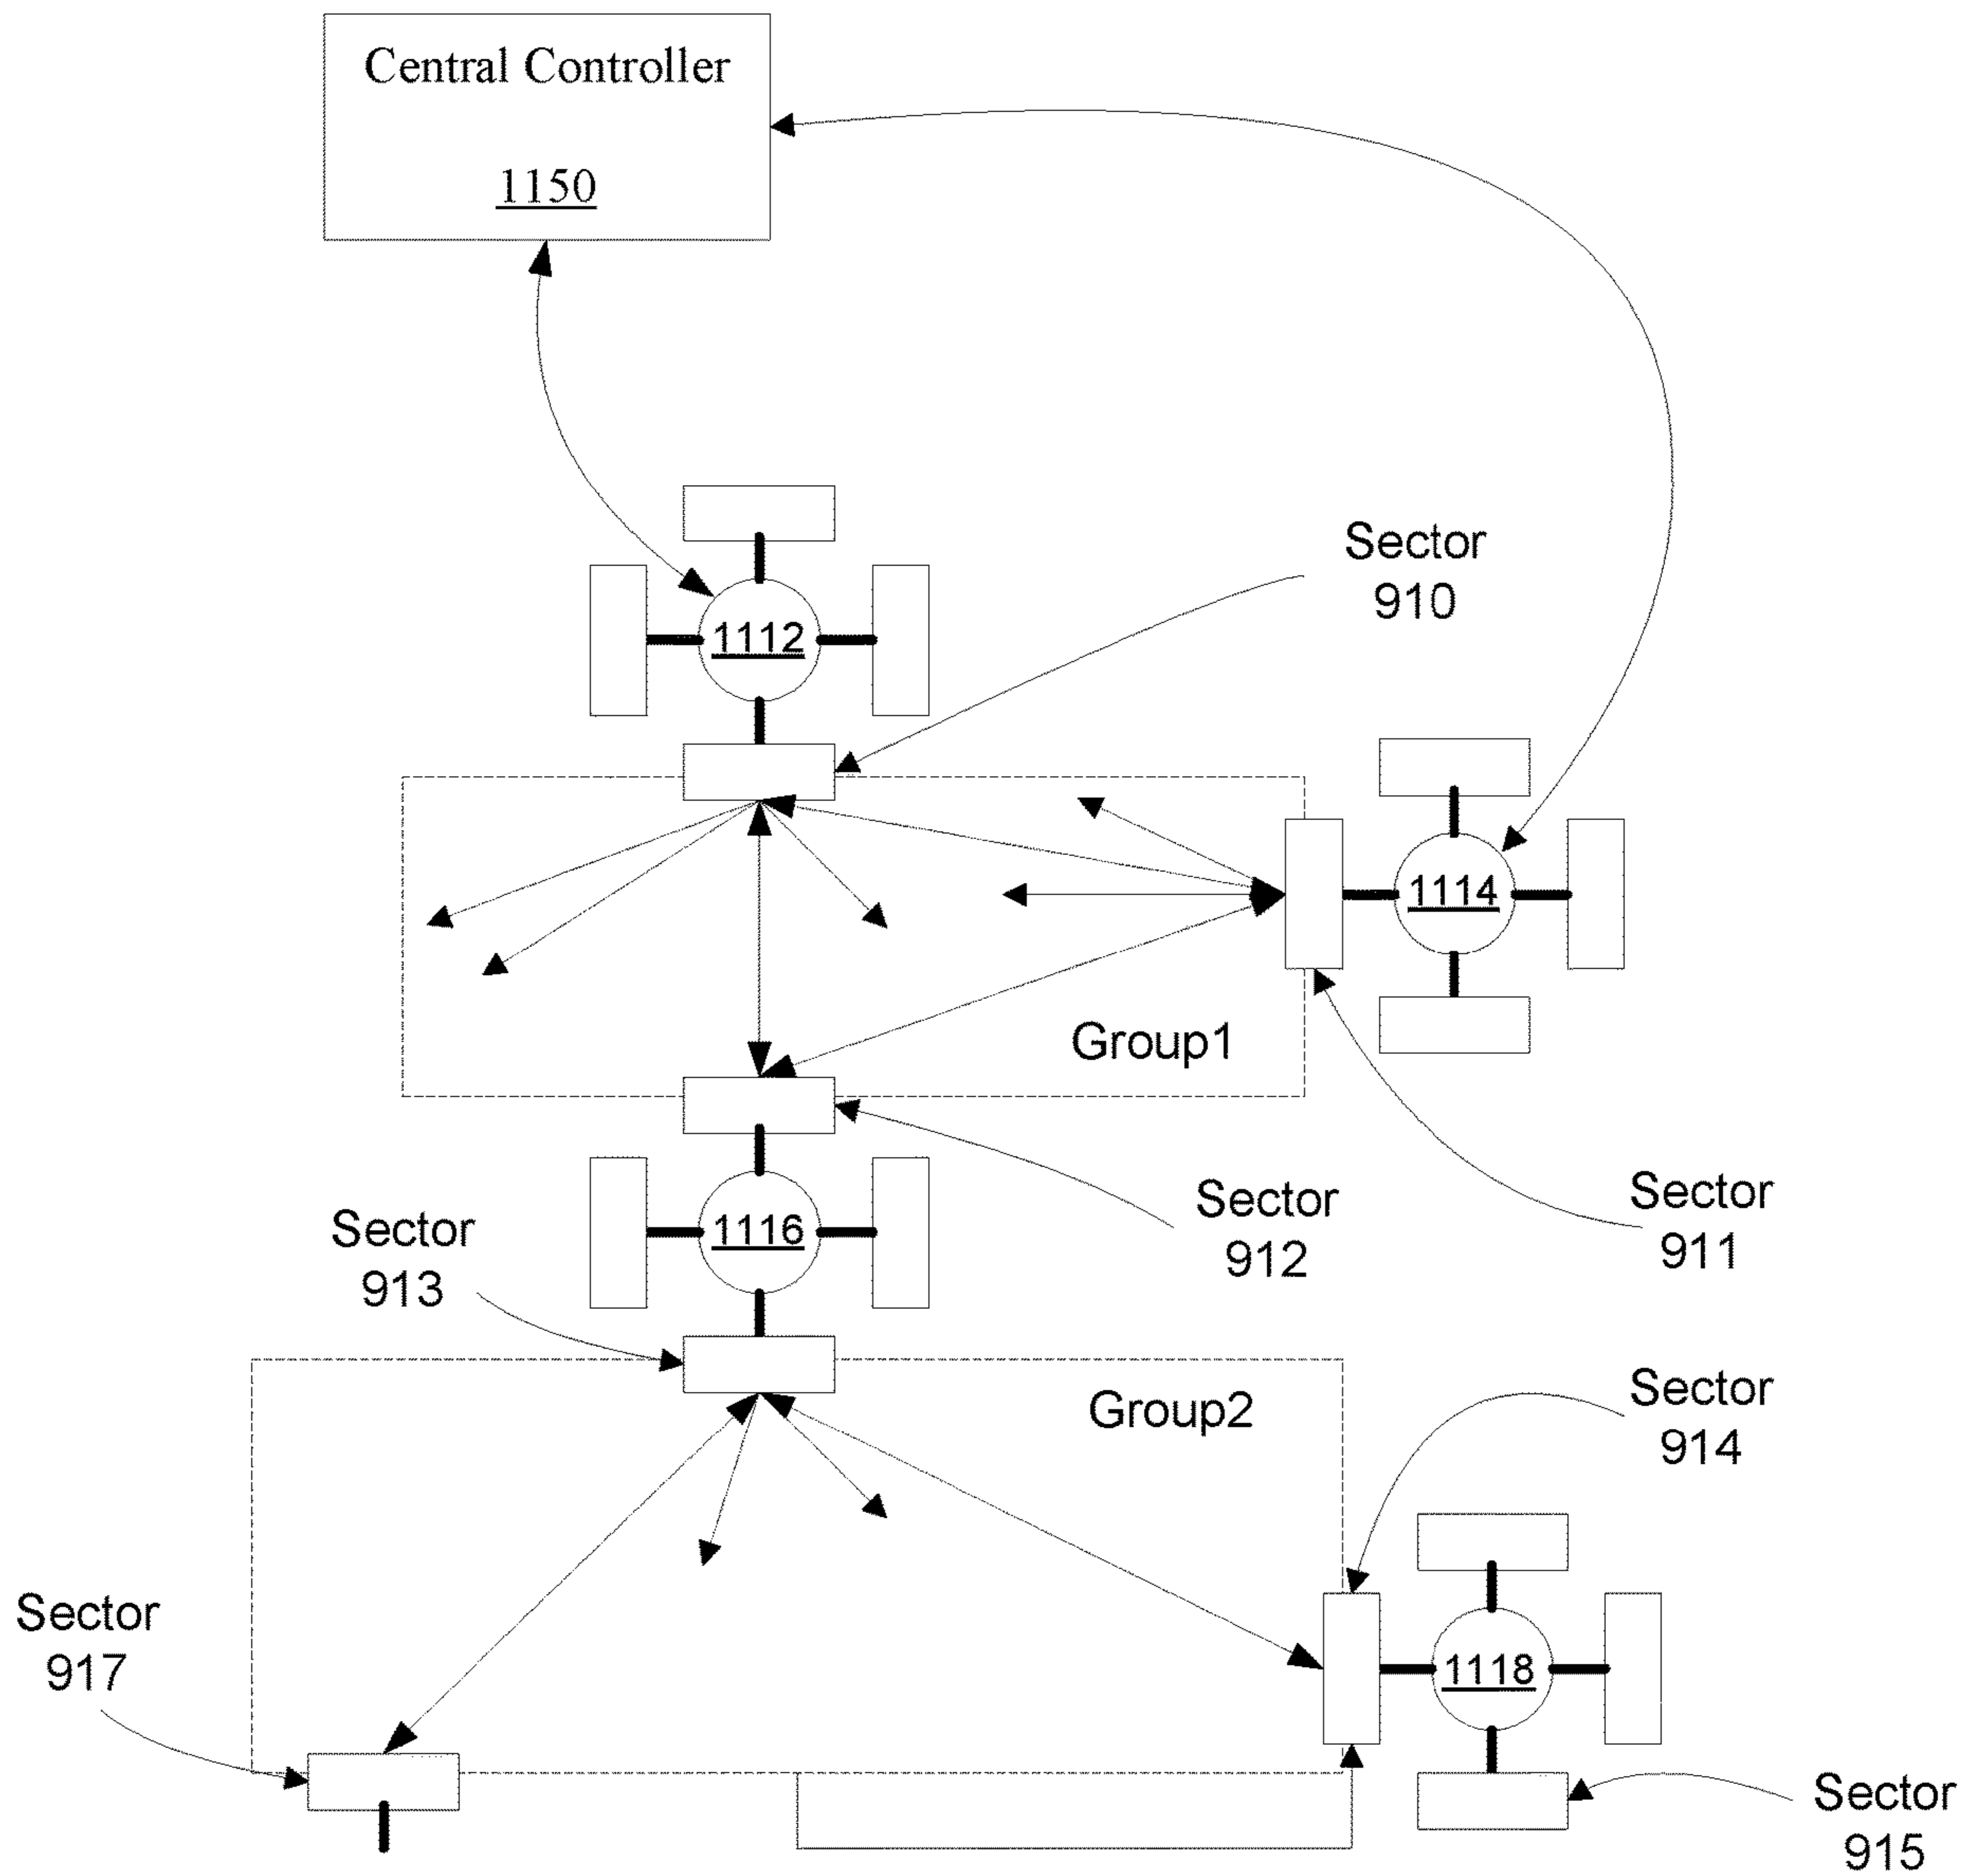 Central Controller
1150
Sector
910
1112
1114
Group1
Sector
912
Sector
911
1116
Sector
913
Group2
Sector
914
Sector
917
1118
Sector
915